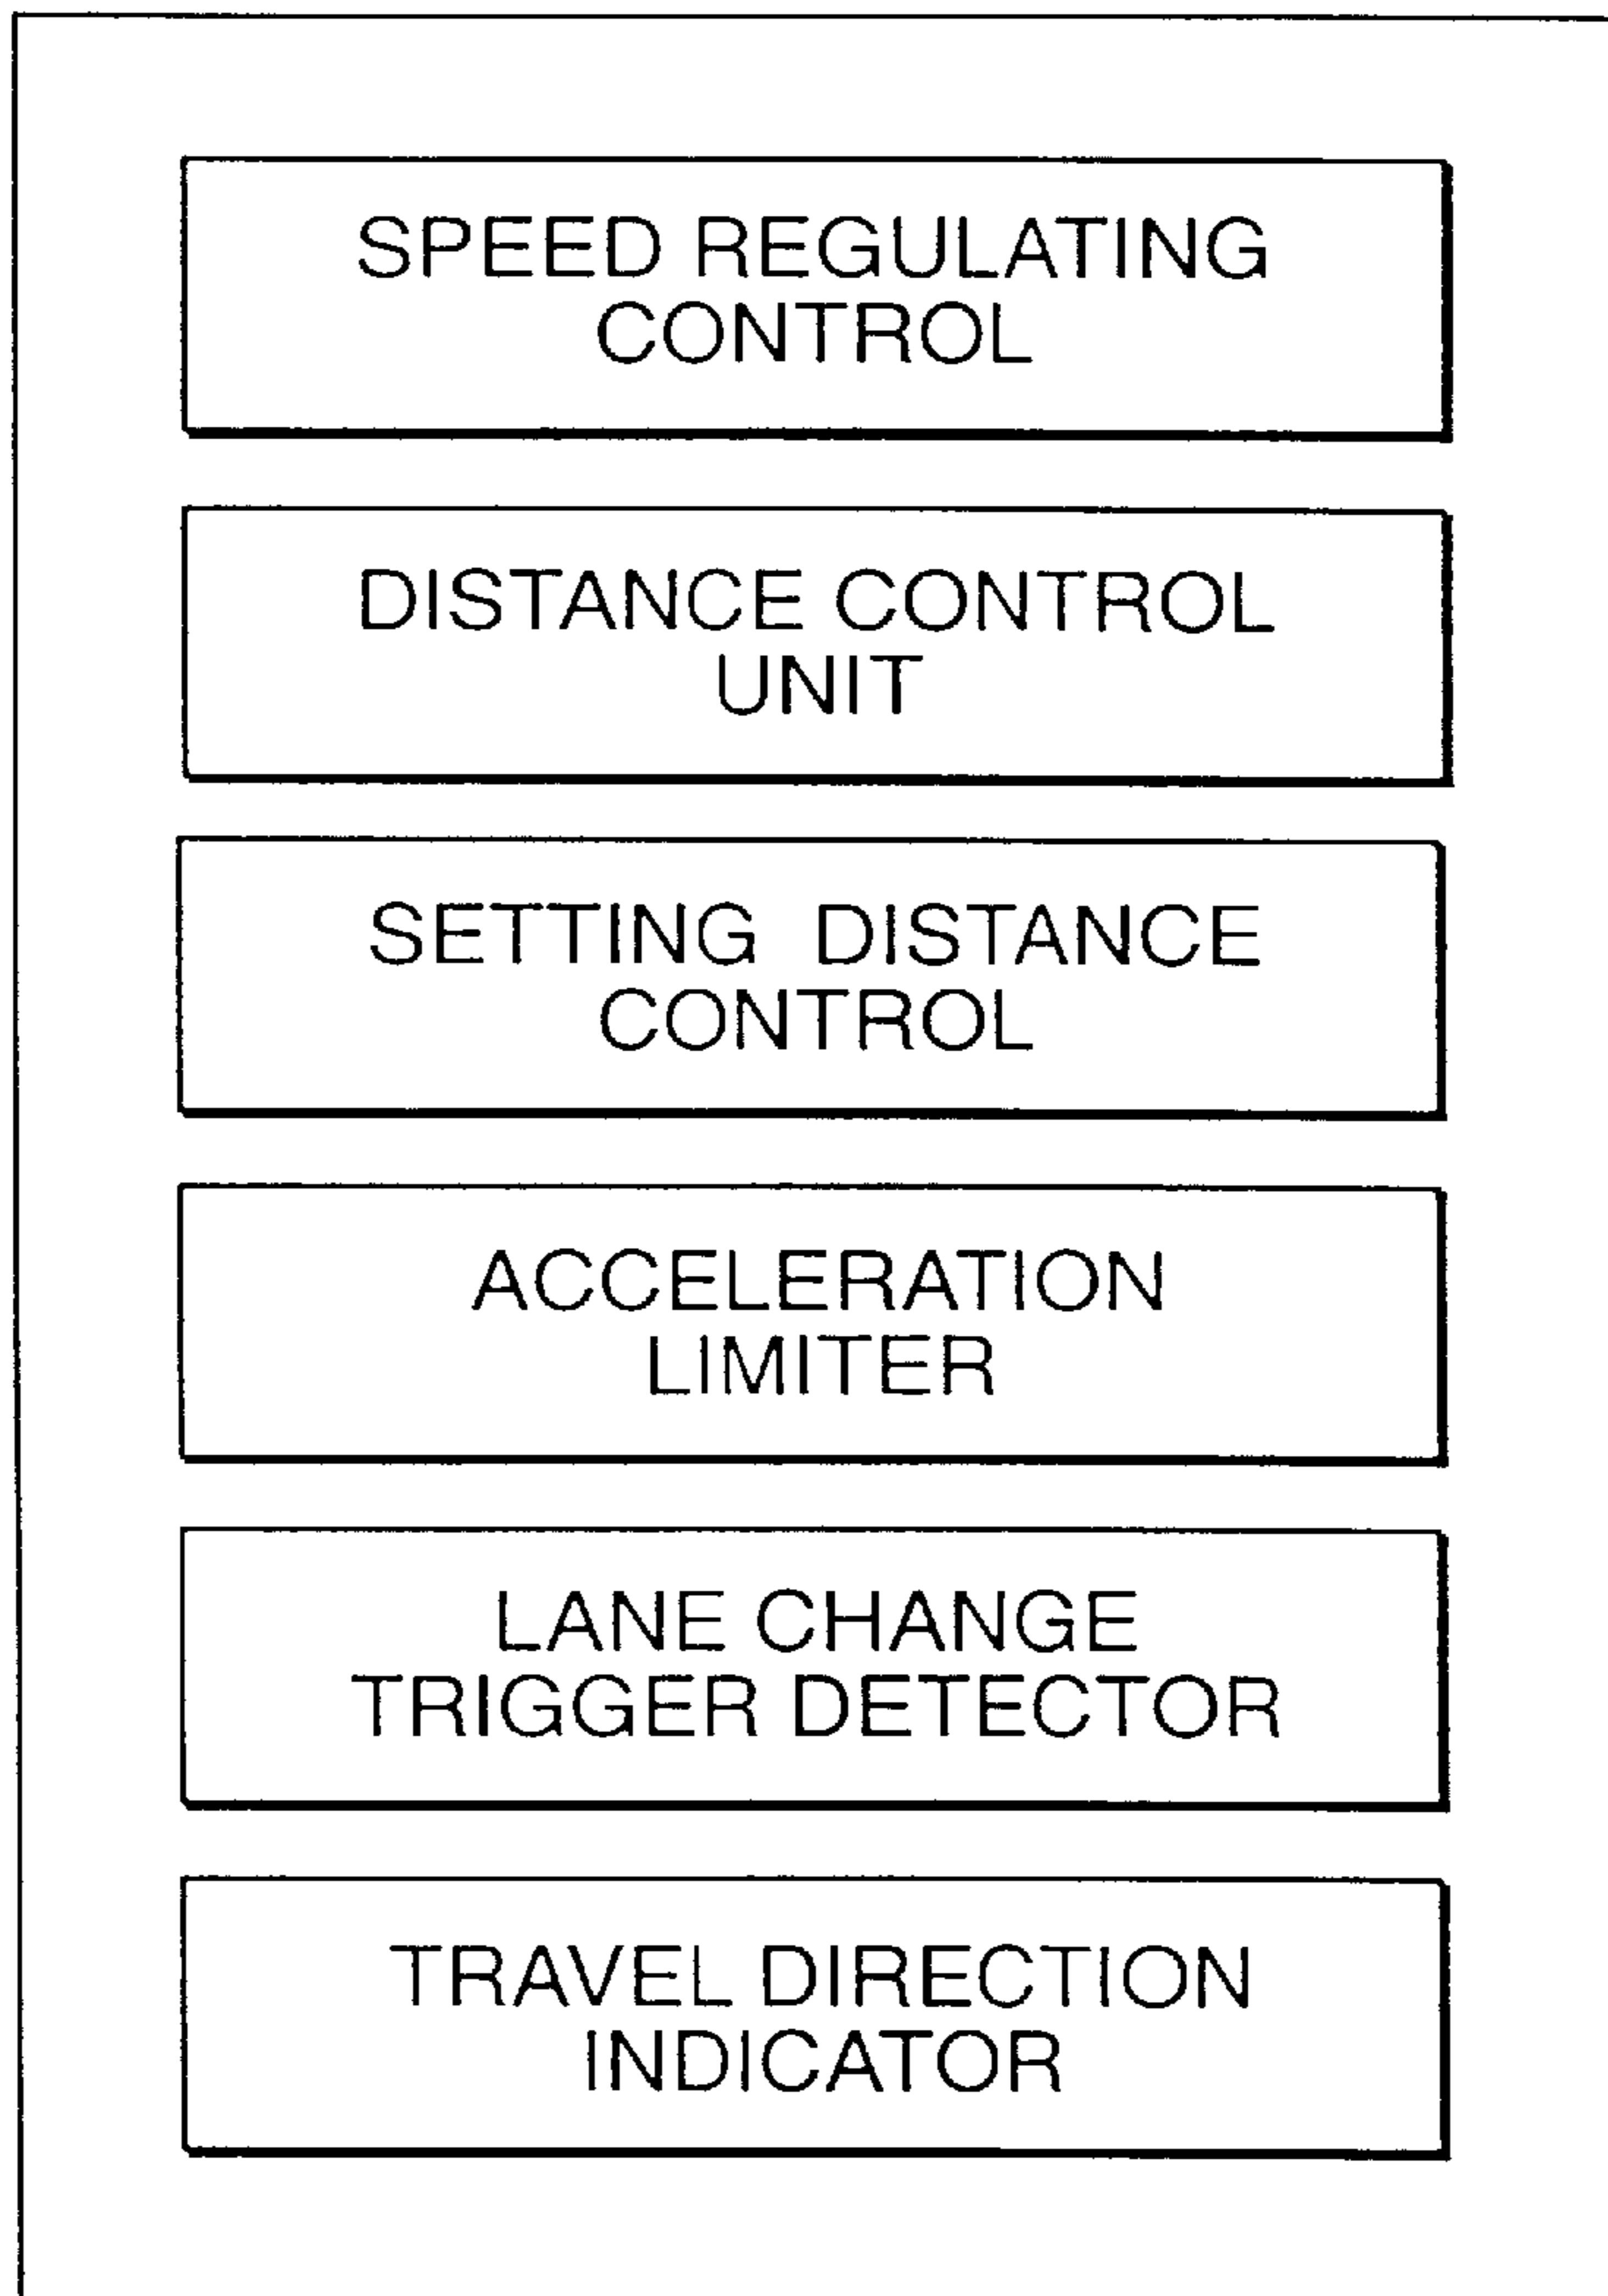 SPEED REGULATING
CONTROL
DISTANCE CONTROL
UNIT
SETTING DISTANCE
CONTROL
ACCELERATION
LIMITER
LANE CHANGE
TRIGGER DETECTOR
TRAVEL DIRECTION
INDICATOR